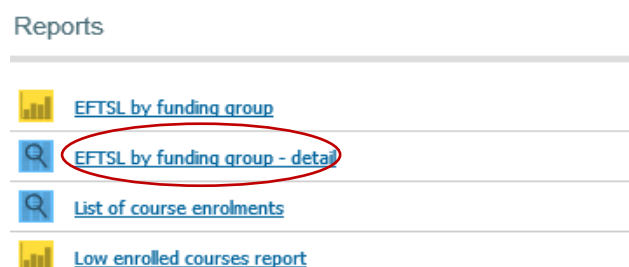 Reports
EFTSL by funding group
EFTSL by funding group - detail
List of course enrolments
Low enrolled courses report